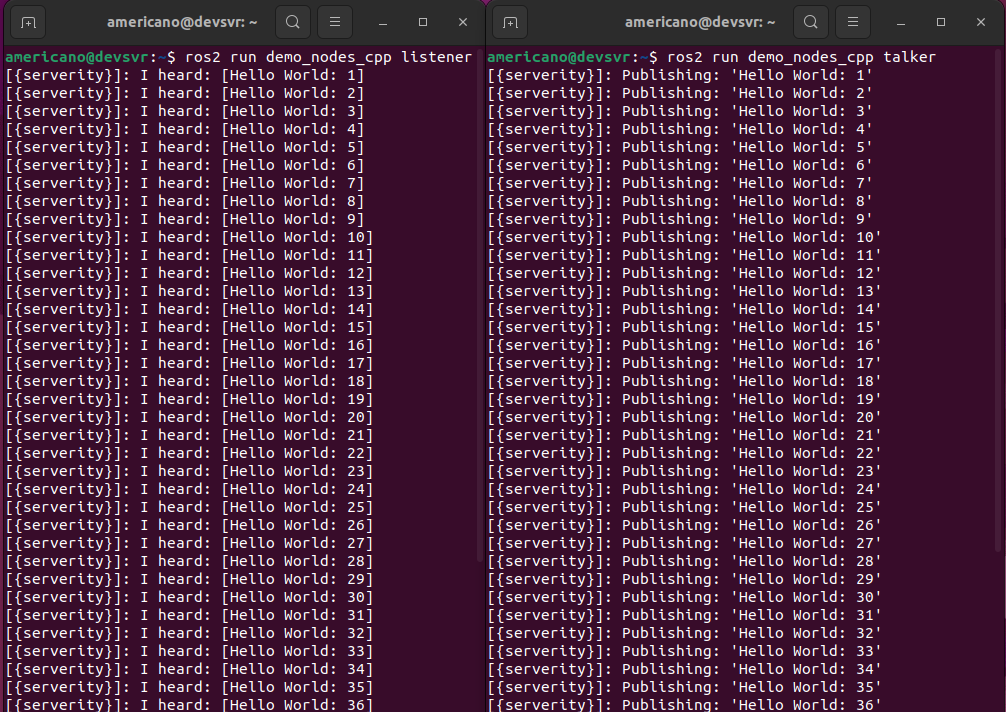 americano@devsvr: ~
americano@devsvr:~$ ros2 run demo_nodes_cpp listener
[{serverity}]: I heard: [Hello World: 1]
[{serverity}]: I heard: [Hello World: 2]
[{serverity}]: I heard: [Hello World: 3]
[{serverity}]: I heard: [Hello World: 4]
[{serverity}]: I heard: [Hello World: 5]
[{serverity}]: I heard: [Hello World: 6]
[{serverity}]: I heard: [Hello World: 7]
[{serverity}]: I heard: [Hello World: 8]
[{serverity}]: I heard: [Hello World: 9]
[{serverity}]: I heard: [Hello World: 10]
[{serverity}]: I heard: [Hello World: 11]
[{serverity}]: I heard: [Hello World: 12]
[{serverity}]: I heard: [Hello World: 13]
[{serverity}]: I heard: [Hello World: 14]
[{serverity}]: I heard: [Hello World: 15]
[{serverity}]: I heard: [Hello World: 16]
[{serverity}]: I heard: [Hello World: 17]
[{serverity}]: I heard: [Hello World: 18]
[{serverity}]: I heard: [Hello World: 19]
[{serverity}]: I heard: [Hello World: 20]
[{serverity}]: I heard: [Hello World: 21]
[{serverity}]: I heard: [Hello World: 22]
[{serverity}]: I heard: [Hello World: 23]
[{serverity}]: I heard: [Hello World: 24]
[{serverity}]: I heard: [Hello World: 25]
[{serverity}]: I heard: [Hello World: 26]
[{serverity}]: I heard: [Hello World: 27]
[{serverity}]: I heard: [Hello World: 28]
[{serverity}]: I heard: [Hello World: 29]
[{serverity}]: I heard: [Hello World: 30]
[{serverity}]: I heard: [Hello World: 31]
[{serverity}]: I heard: [Hello World: 32]
[{serverity}]: I heard: [Hello World: 33]
[{serverity}]: I heard: [Hello World: 34]
[{serverity}]: I heard: [Hello World: 35]
[{serverity}]: I heard: [Hello World: 36]
americano@devsvr: ~
americano@devsvr:~$ ros2 run demo_nodes_cpp talker
[{serverity}]: Publishing: 'Hello World: 1'
[{serverity}]: Publishing: 'Hello World: 2'
[{serverity}]: Publishing: 'Hello World: 3'
[{serverity}]: Publishing: 'Hello World: 4'
[{serverity}]: Publishing: 'Hello World: 5'
[{serverity}]: Publishing: 'Hello World: 6'
[{serverity}]: Publishing: 'Hello World: 7'
[{serverity}]: Publishing: 'Hello World: 8'
[{serverity}]: Publishing: 'Hello World: 9'
[{serverity}]: Publishing: 'Hello World: 10'
[{serverity}]: Publishing: 'Hello World: 11'
[{serverity}]: Publishing: 'Hello World: 12'
[{serverity}]: Publishing: 'Hello World: 13'
[{serverity}]: Publishing: 'Hello World: 14'
[{serverity}]: Publishing: 'Hello World: 15'
[{serverity}]: Publishing: 'Hello World: 16'
[{serverity}]: Publishing: 'Hello World: 17'
[{serverity}]: Publishing: 'Hello World: 18'
[{serverity}]: Publishing: 'Hello World: 19'
[{serverity}]: Publishing: 'Hello World: 20'
[{serverity}]: Publishing: 'Hello World: 21'
[{serverity}]: Publishing: 'Hello World: 22'
[{serverity}]: Publishing: 'Hello World: 23'
[{serverity}]: Publishing: 'Hello World: 24'
[{serverity}]: Publishing: 'Hello World: 25'
[{serverity}]: Publishing: 'Hello World: 26'
[{serverity}]: Publishing: 'Hello World: 27'
[{serverity}]: Publishing: 'Hello World: 28'
[{serverity}]: Publishing: 'Hello World: 29'
[{serverity}]: Publishing: 'Hello World: 30'
[{serverity}]: Publishing: 'Hello World: 31'
[{serverity}]: Publishing: 'Hello World: 32'
[{serverity}]: Publishing: 'Hello World: 33'
[{serverity}]: Publishing: 'Hello World: 34'
[{serverity}]: Publishing: 'Hello World: 35'
[{serverity}]: Publishing: 'Hello World: 36'